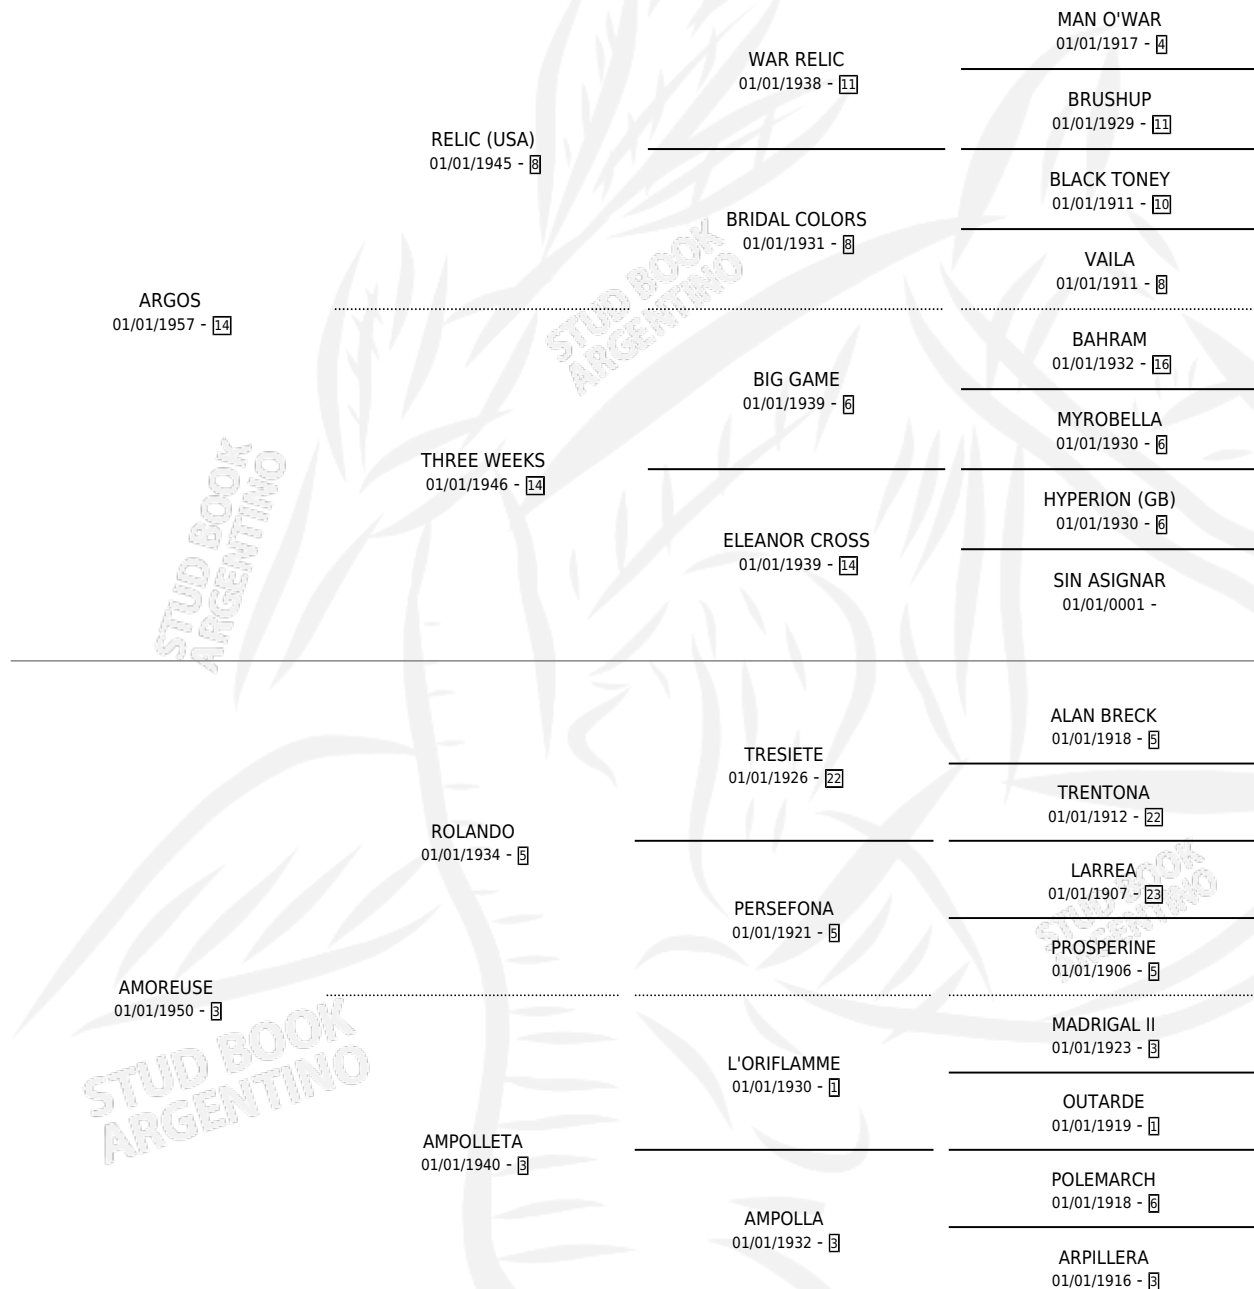 MAN O'WAR
01/01/1917 - 4
WAR RELIC
01/01/1938 - 11
BRUSHUP
01/01/1929 - 11
RELIC (USA)
01/01/1945 - 8
BLACK TONEY
01/01/1911 - 10
BRIDAL COLORS
01/01/1931 - 8
VAILA
01/01/1911 - 8
ARGOS
01/01/1957 - 14
STUD BOOK
ARGENTINO
BAHRAM
01/01/1932 - 16
BIG GAME
01/01/1939 - 6
MYROBELLA
01/01/1930 - 6
THREE WEEKS
01/01/1946 - 14
HYPERION (GB)
01/01/1930 - 6
ELEANOR CROSS
01/01/1939 - 14
SIN ASIGNAR
01/01/0001 -
STUD BOOK
ARGENTINO
ALAN BRECK
01/01/1918 - 5
TRESIETE
01/01/1926 - 22
TRENTONA
01/01/1912 - 22
ROLANDO
01/01/1934 - 5
LARREA
01/01/1907 - 23
PERSEFONA
01/01/1921 - 5
PROSPERINE
01/01/1906 - 5
STUD BOOK
ARGENTINO
AMOREUSE
01/01/1950 - 3
MADRIGAL II
01/01/1923 - 3
L'ORIFLAMME
01/01/1930 - 1
OUTARDE
01/01/1919 - 1
STUD BOOK
ARGENTINO
AMPOLLETA
01/01/1940 - 3
POLEMARCH
01/01/1918 - 6
AMPOLLA
01/01/1932 - 3
ARPILLERA
01/01/1916 - 3